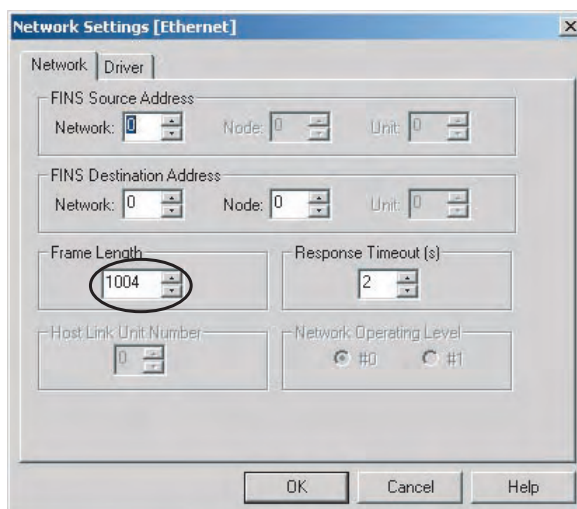 Network Settings [Ethernet]
Network Driver
FINS Source Address
Network: 0 Node: 0 Unit: 0
FINS Destination Address
Network: 0 Node: 0 Unit: 0
Frame Length Response Timeout (s)
1004 2
Host Link Unit Number Network Operating Level
0 #0 #1
OK Cancel Help